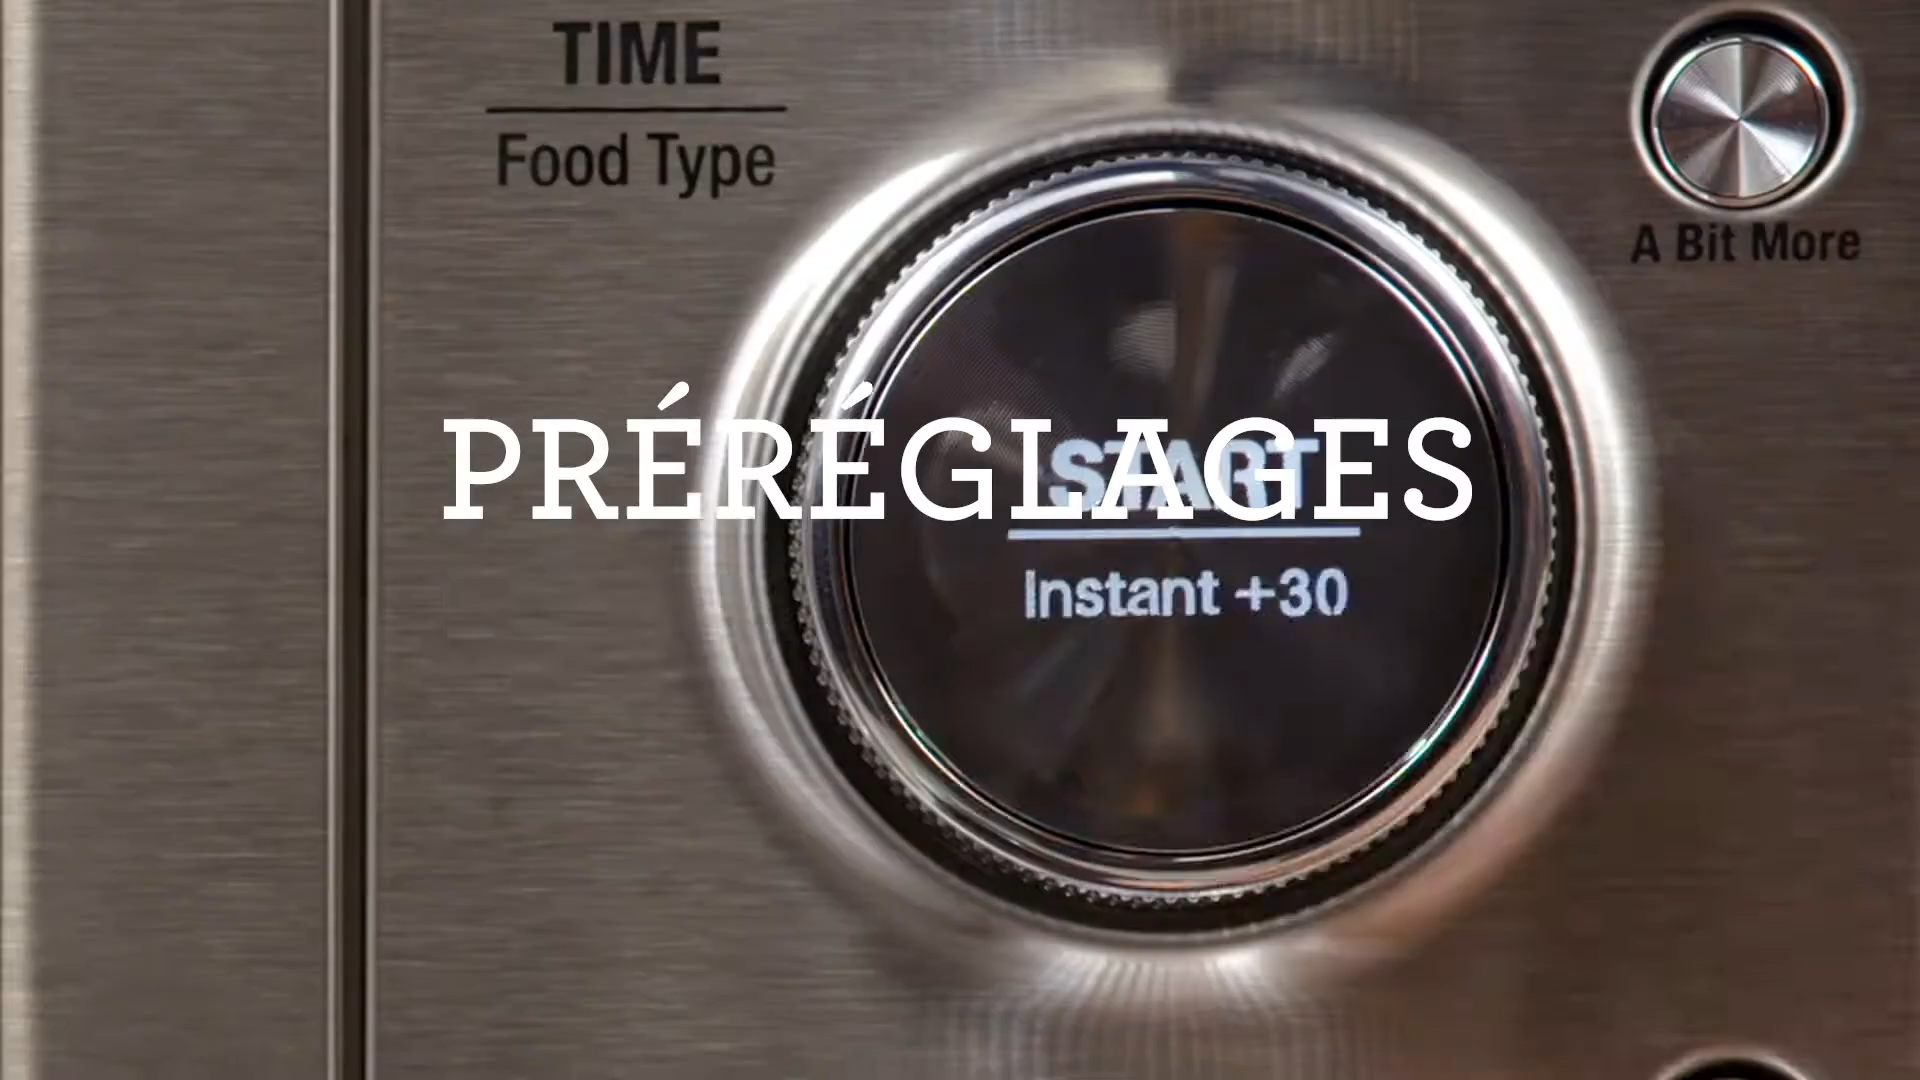 TIME
Food Type
A Bit More
PRÉRÉGLAGES
START
Instant +30